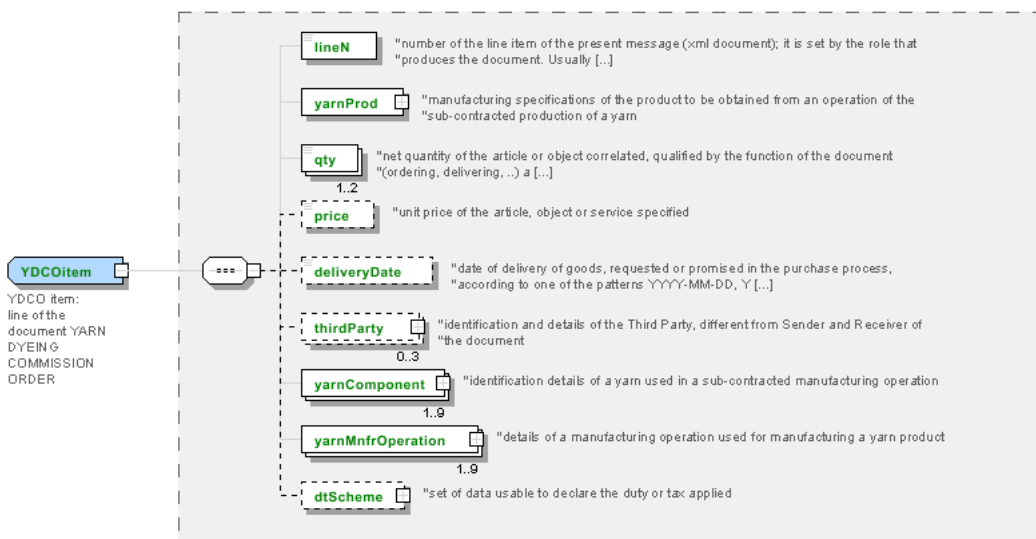 lineN
"number of the line item of the present message (xml document); it is set by the role that
"produces the document. Usually [...]
yarnProd
"manufacturing specifications of the product to be obtained from an operation of the
"sub-contracted production of a yarn
qty
"net quantity of the article or object correlated, qualified by the function of the document
"(ordering, delivering, ..) a [...]
1..2
price
"unit price of the article, object or service specified
YDCOitem
YDCO item:
line of the
document YARN
DYEING
COMMISSION
ORDER
deliveryDate
"date of delivery of goods, requested or promised in the purchase process,
"according to one of the patterns YYYY-MM-DD, Y [...]
thirdParty
"identification and details of the Third Party, different from Sender and Receiver of
"the document
0..3
yarnComponent
"identification details of a yarn used in a sub-contracted manufacturing operation
1..9
yarnMnfrOperation
"details of a manufacturing operation used for manufacturing a yarn product
1..9
dtScheme
"set of data usable to declare the duty or tax applied